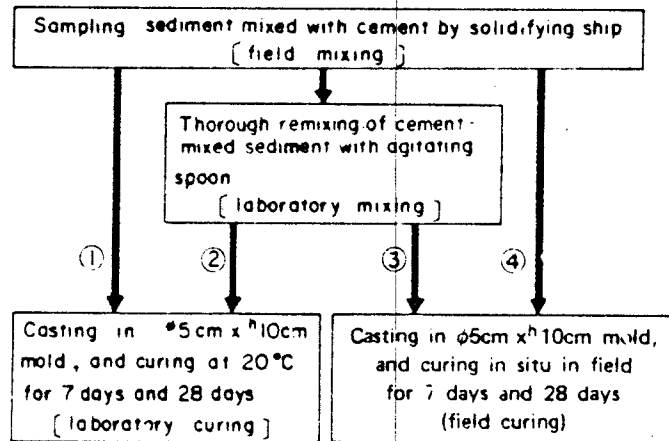 Sampling sediment mixed with cement by solidifying ship
[ field mixing ]
Thorough remixing of cement-
mixed sediment with agitating
spoon
[ laboratory mixing ]
① ② ③ ④
Casting in φ5cm x h10cm
mold, and curing at 20°C
for 7 days and 28 days
[ laboratory curing ]
Casting in φ5cm xh10cm mold,
and curing in situ in field
for 7 days and 28 days
(field curing)